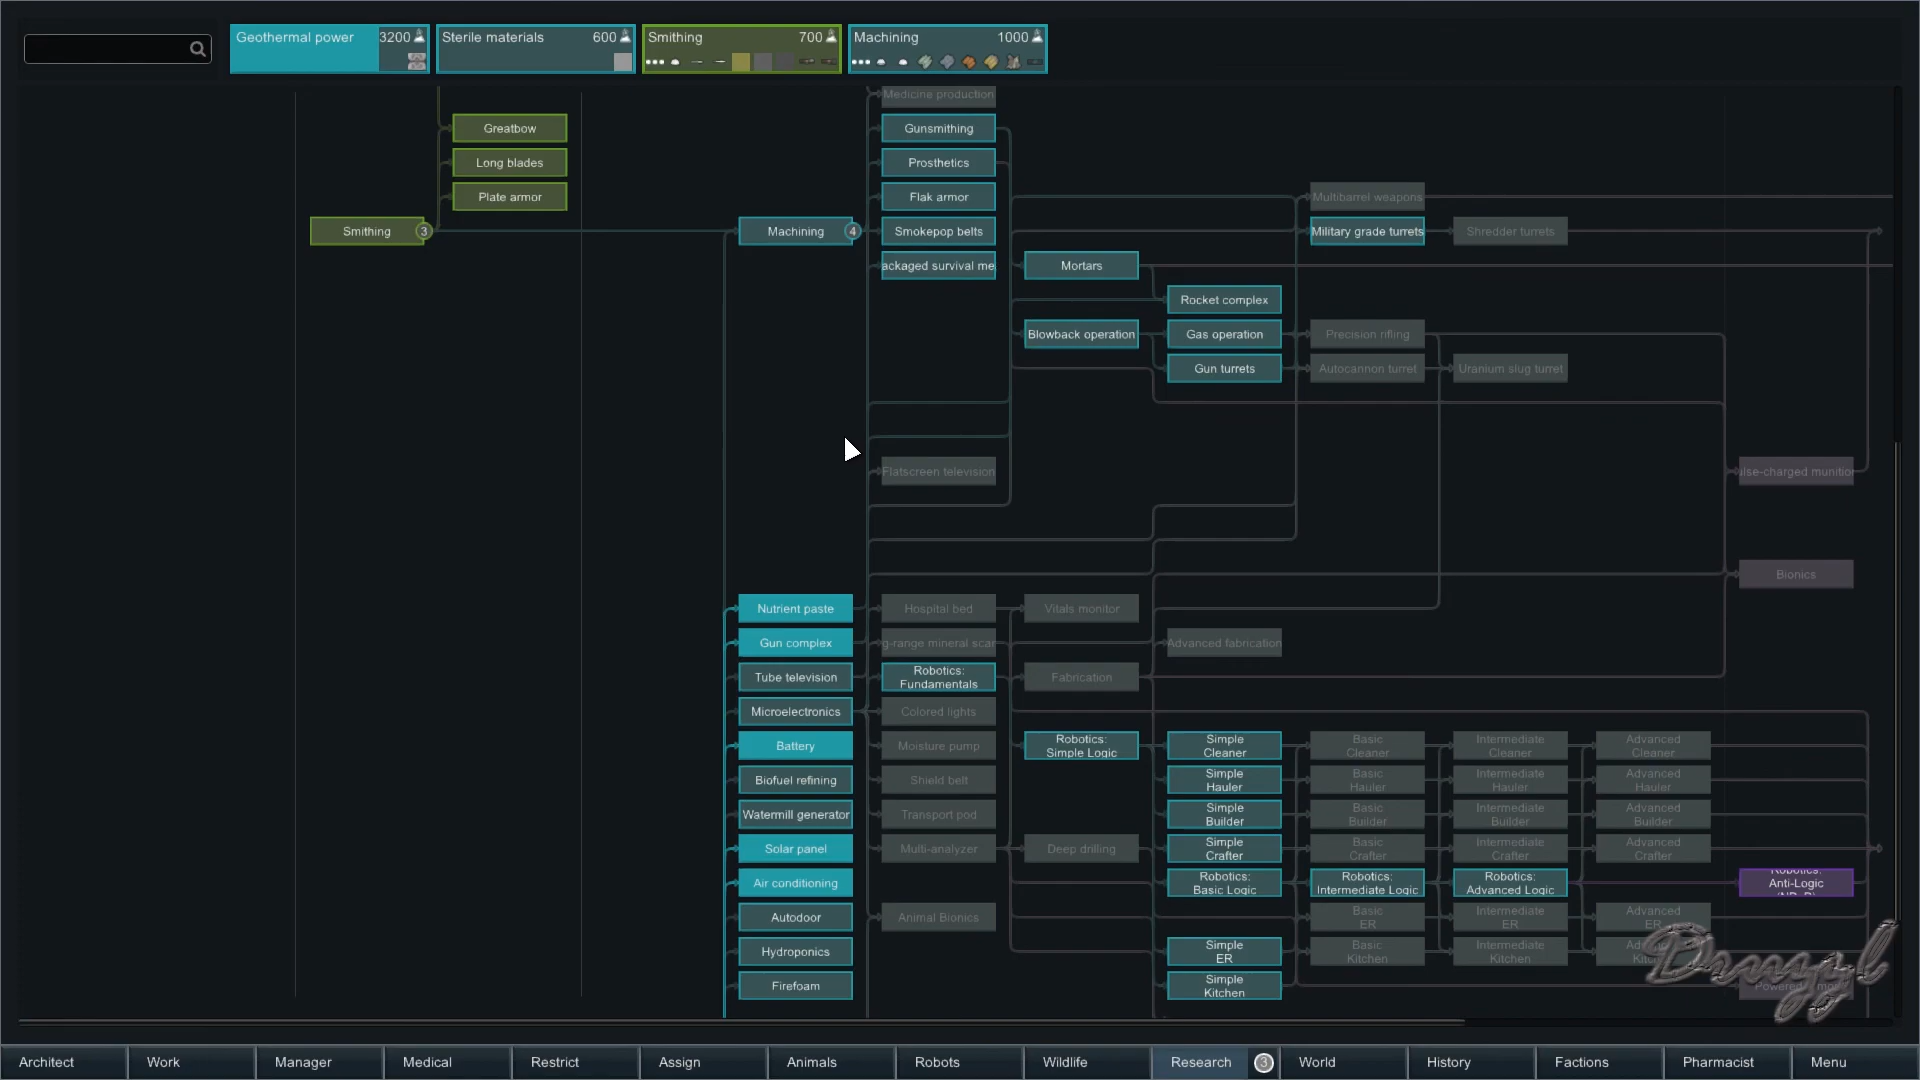 Geothermal power 3200
Sterile materials 600
Smithing 700
Machining 1000
Medicine production
Greatbow
Gunsmithing
Long blades
Prosthetics
Plate armor
Flak armor
Multibarrel weapons
Smithing 3
Machining 4
Smokepop belts
Military grade turrets
Shredder turrets
ackaged survival me
Mortars
Rocket complex
Blowback operation
Gas operation
Precision rifling
Gun turrets
Autocannon turret
Uranium slug turret
Flatscreen television
lse-charged munitio
Bionics
Nutrient paste
Hospital bed
Vitals monitor
Gun complex
g-range mineral scar
Advanced fabrication
Tube television
Robotics:
Fundamentals
Fabrication
Microelectronics
Colored lights
Battery
Moisture pump
Robotics:
Simple Logic
Simple
Cleaner
Basic
Cleaner
Intermediate
Cleaner
Advanced
Cleaner
Biofuel refining
Shield belt
Simple
Hauler
Basic
Hauler
Intermediate
Hauler
Advanced
Hauler
Watermill generator
Transport pod
Simple
Builder
Basic
Builder
Intermediate
Builder
Advanced
Builder
Solar panel
Multi-analyzer
Deep drilling
Simple
Crafter
Basic
Crafter
Intermediate
Crafter
Advanced
Crafter
Air conditioning
Robotics:
Basic Logic
Robotics:
Intermediate Logic
Robotics:
Advanced Logic
Robotics:
Anti-Logic
Autodoor
Animal Bionics
Basic
ER
Intermediate
ER
Advanced
ER
Hydroponics
Simple
ER
Basic
Kitchen
Intermediate
Kitchen
Firefoam
Simple
Kitchen
Architect
Work
Manager
Medical
Restrict
Assign
Animals
Robots
Wildlife
Research 3
World
History
Factions
Pharmacist
Menu